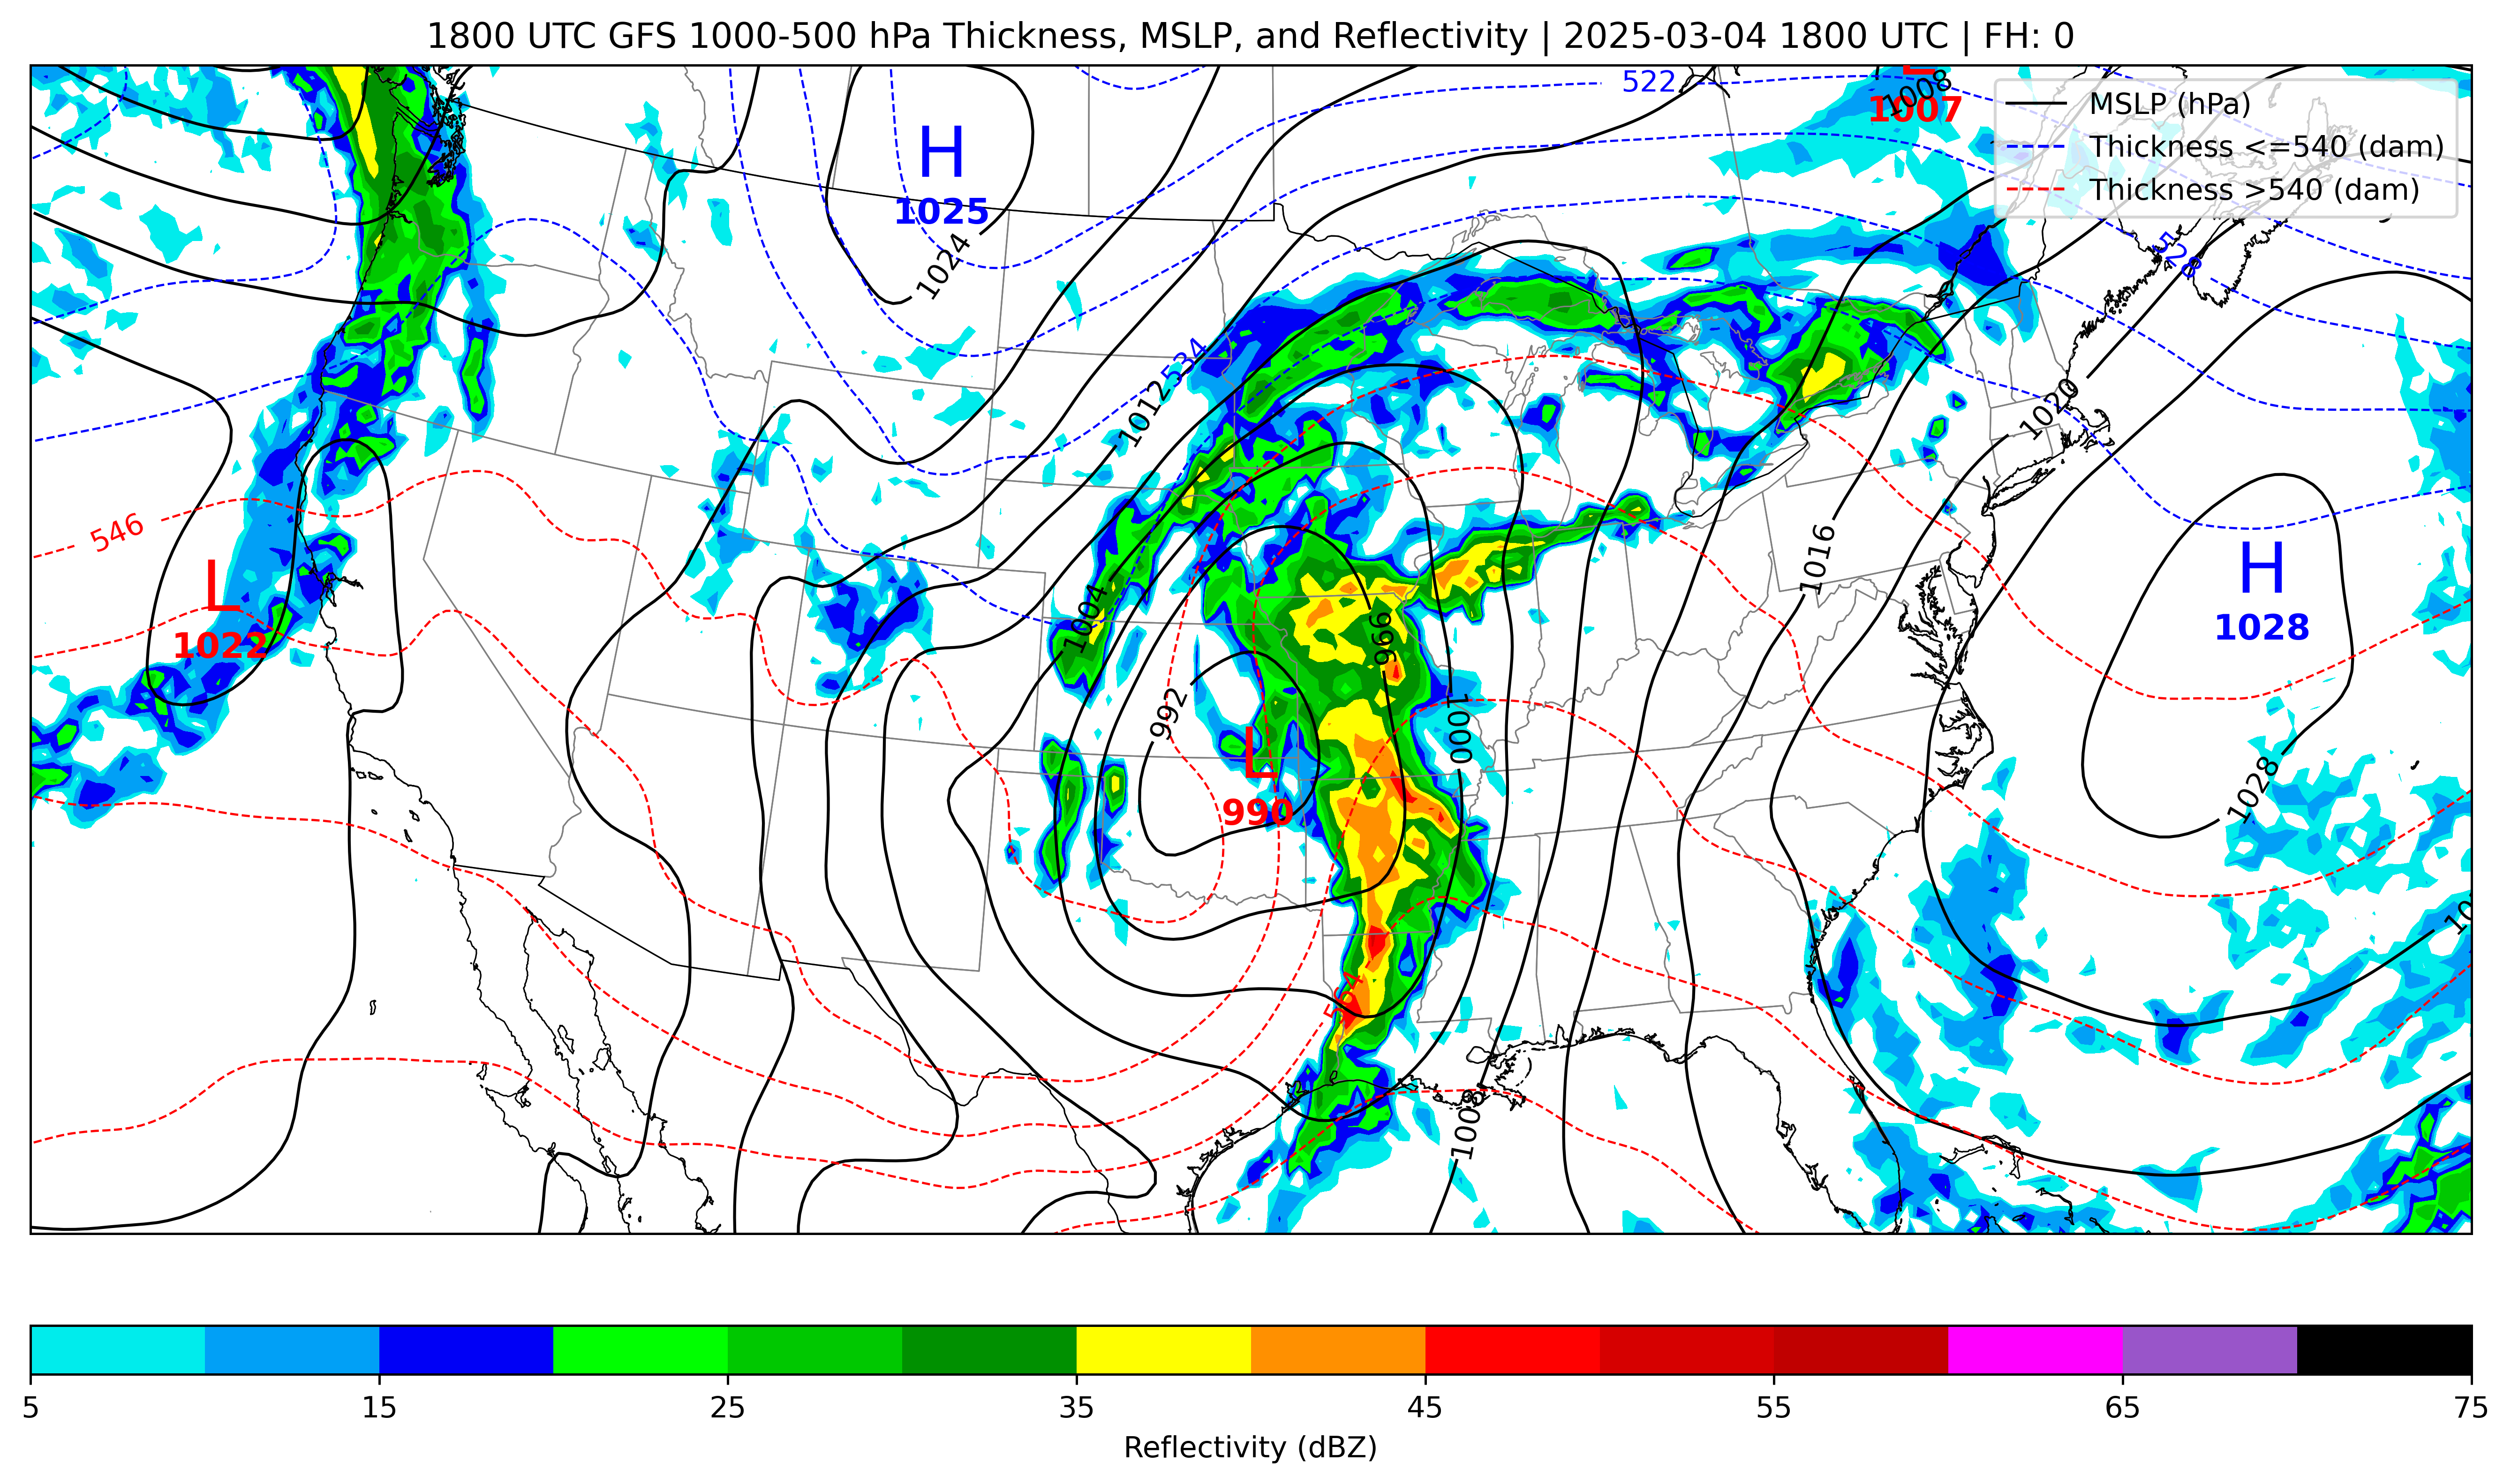 1800 UTC GFS 1000-500 hPa Thickness, MSLP, and Reflectivity | 2025-03-04 1800 UTC | FH: 0
522
1008
L
1007
MSLP (hPa)
Thickness <=540 (dam)
Thickness >540 (dam)
H
1025
1024
528
534
1012
1020
546
1016
L
1022
H
1028
1004
996
992
1000
L
990
1028
564
1008
5 15 25 35 45 55 65 75
Reflectivity (dBZ)